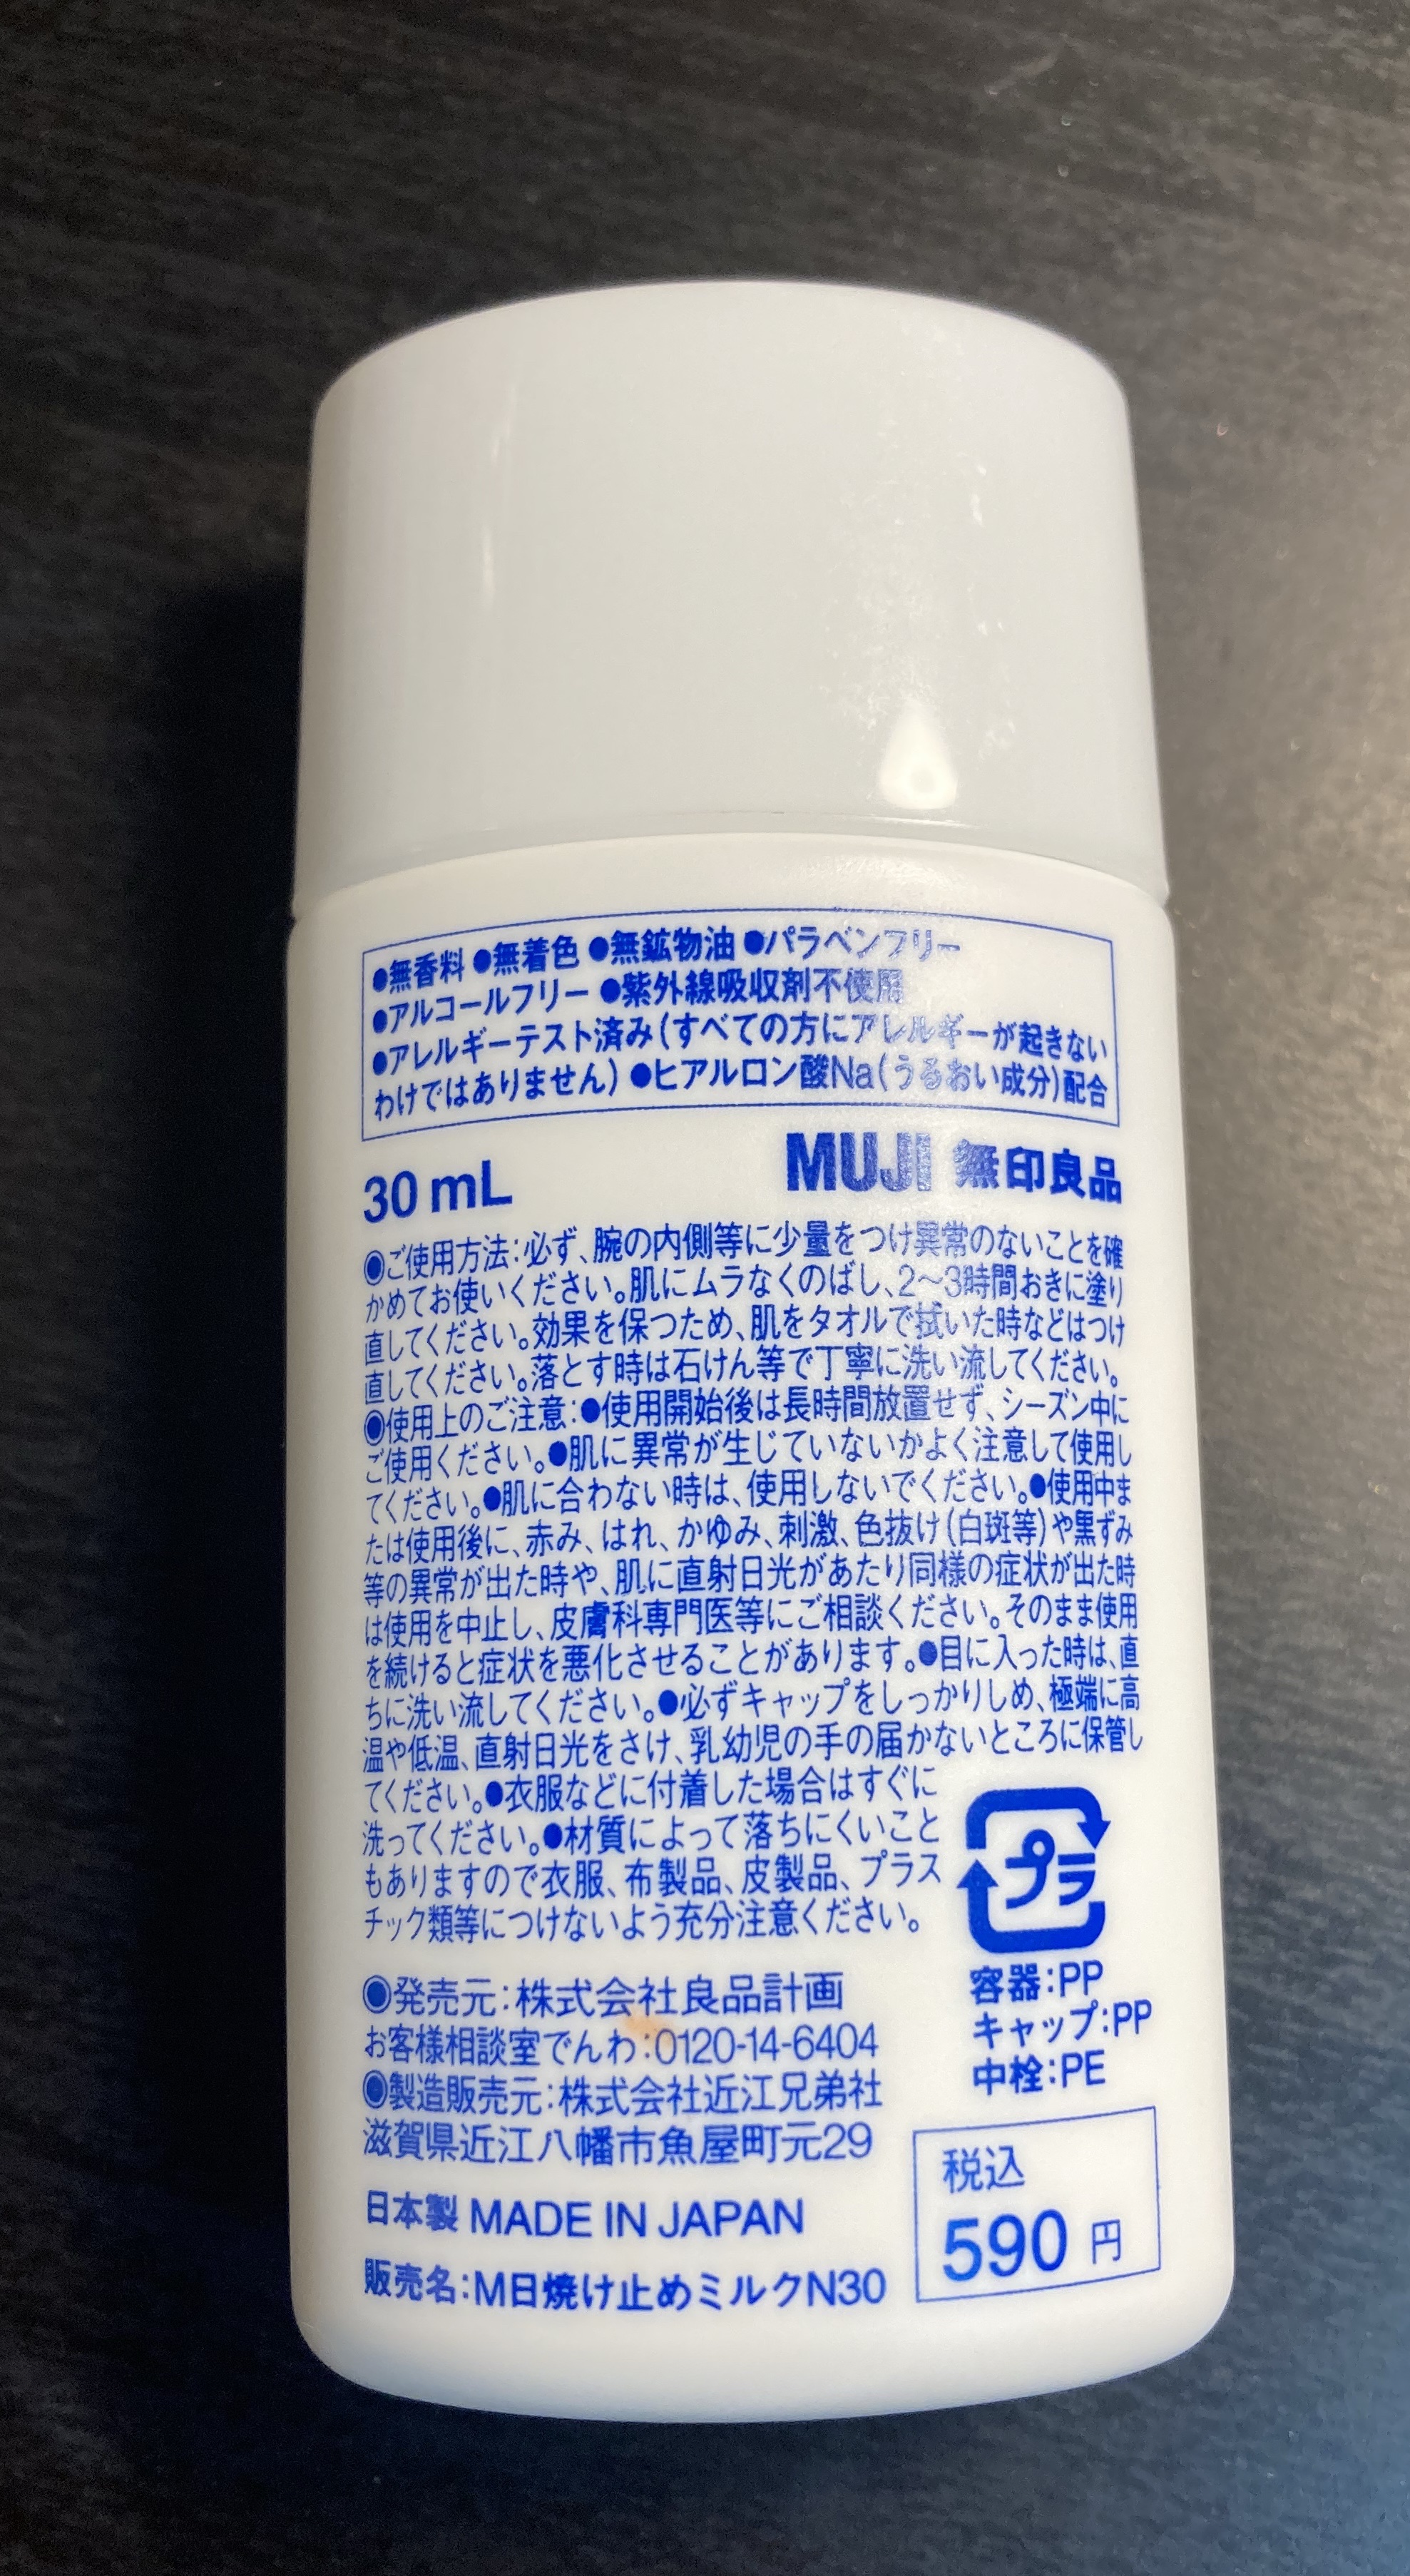 ●無香料 ●無着色 ●無鉱物油 ●パラベンフリー
●アルコールフリー ●紫外線吸収剤不使用
●アレルギーテスト済み(すべての方にアレルギーが起きない
わけではありません) ●ヒアルロン酸Na(うるおい成分)配合
30 mL
MUJI 無印良品
◉ご使用方法:必ず、腕の内側等に少量をつけ異常のないことを確
かめてお使いください。肌にムラなくのばし、2〜3時間おきに塗り
直してください。効果を保つため、肌をタオルで拭いた時などはつけ
直してください。落とす時は石けん等で丁寧に洗い流してください。
◉使用上のご注意:●使用開始後は長時間放置せず、シーズン中に
ご使用ください。●肌に異常が生じていないかよく注意して使用し
てください。●肌に合わない時は、使用しないでください。●使用中ま
たは使用後に、赤み、はれ、かゆみ、刺激、色抜け(白斑等)や黒ずみ
等の異常が出た時や、肌に直射日光があたり同様の症状が出た時
は使用を中止し、皮膚科専門医等にご相談ください。そのまま使用
を続けると症状を悪化させることがあります。●目に入った時は、直
ちに洗い流してください。●必ずキャップをしっかりしめ、極端に高
温や低温、直射日光をさけ、乳幼児の手の届かないところに保管し
てください。●衣服などに付着した場合はすぐに
洗ってください。●材質によって落ちにくいこと
もありますので衣服、布製品、皮製品、プラス
チック類等につけないよう充分注意ください。
プラ
容器:PP
キャップ:PP
中栓:PE
◉発売元:株式会社良品計画
お客様相談室でんわ:0120-14-6404
◉製造販売元:株式会社近江兄弟社
滋賀県近江八幡市魚屋町元29
日本製 MADE IN JAPAN
販売名:M日焼け止めミルクN30
税込
590 円